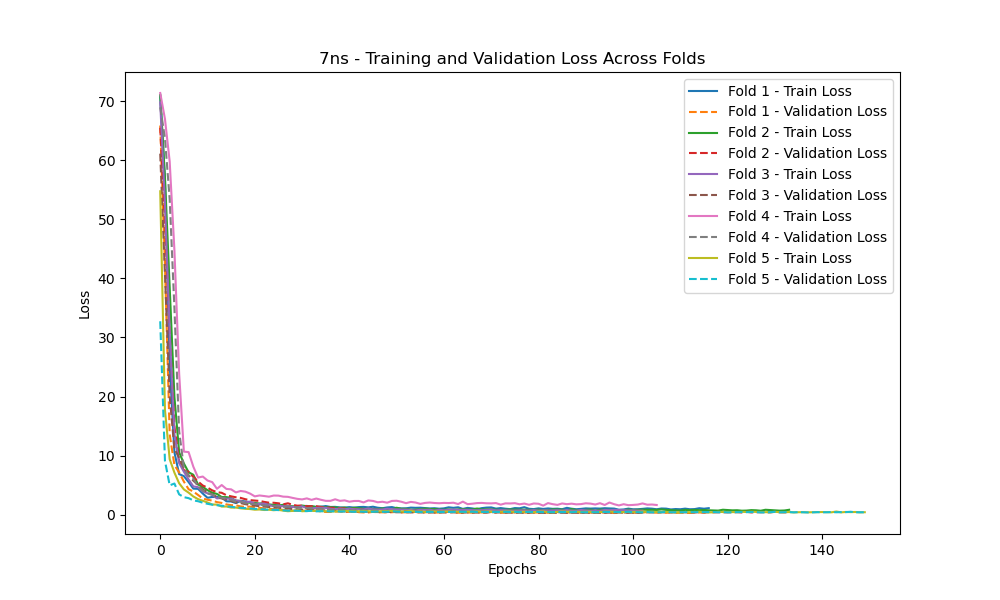 7ns - Training and Validation Loss Across Folds
Fold 1 - Train Loss
Fold 1 - Validation Loss
Fold 2 - Train Loss
Fold 2 - Validation Loss
Fold 3 - Train Loss
Fold 3 - Validation Loss
Fold 4 - Train Loss
Fold 4 - Validation Loss
Fold 5 - Train Loss
Fold 5 - Validation Loss
Loss
70
60
50
40
30
20
10
0
0 20 40 60 80 100 120 140
Epochs